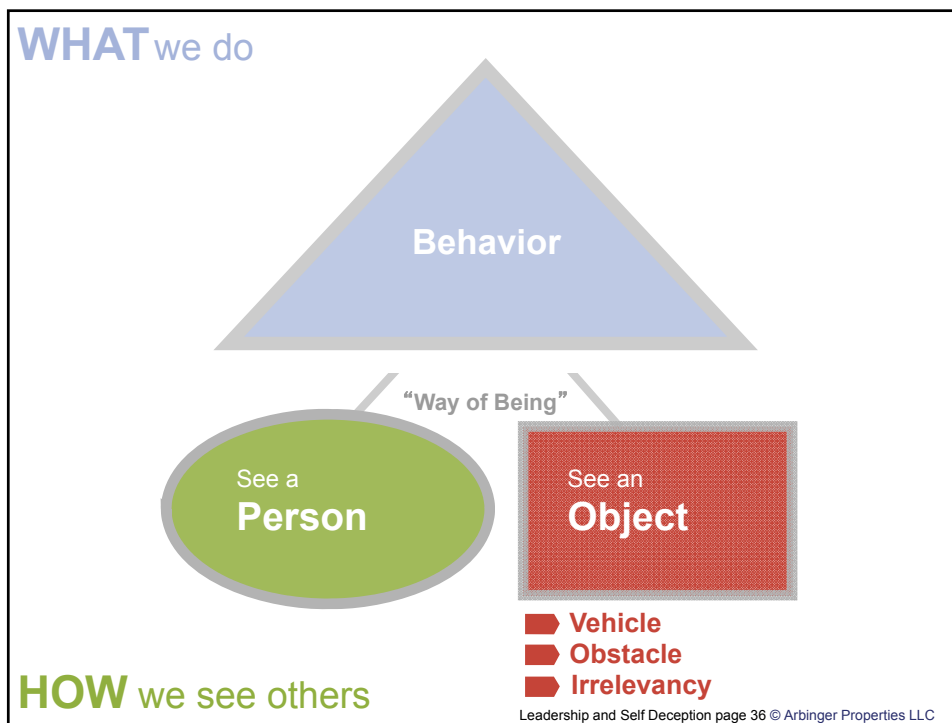 WHAT we do
Behavior
“Way of Being”
See a
Person
See an
Object
Vehicle
Obstacle
Irrelevancy
HOW we see others
Leadership and Self Deception page 36 © Arbinger Properties LLC